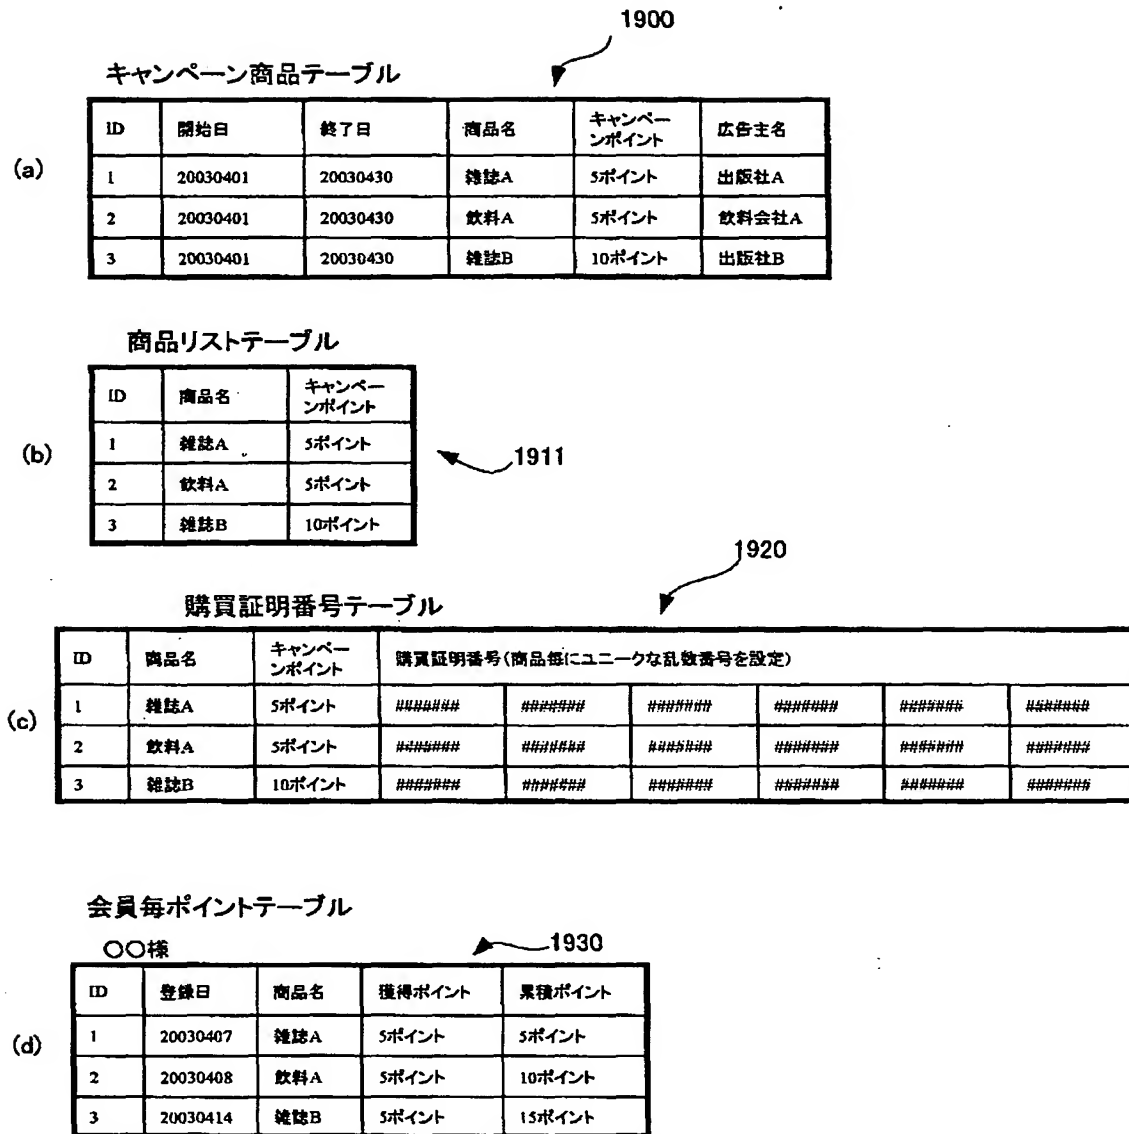 1900
キャンペーン商品テーブル
(a)
ID 開始日 終了日 商品名 キャンペー
ンポイント 広告主名
1 20030401 20030430 雑誌A 5ポイント 出版社A
2 20030401 20030430 飲料A 5ポイント 飲料会社A
3 20030401 20030430 雑誌B 10ポイント 出版社B
商品リストテーブル
(b)
ID 商品名 キャンペー
ンポイント
1 雑誌A 5ポイント
2 飲料A 5ポイント
3 雑誌B 10ポイント
1911
1920
購買証明番号テーブル
(c)
ID 商品名 キャンペー
ンポイント 購買証明番号(商品毎にユニークな乱数番号を設定)
1 雑誌A 5ポイント ####### ####### ####### ####### ####### #######
2 飲料A 5ポイント ####### ####### ####### ####### ####### #######
3 雑誌B 10ポイント ####### ####### ####### ####### ####### #######
会員毎ポイントテーブル
〇〇様
1930
(d)
ID 登録日 商品名 獲得ポイント 累積ポイント
1 20030407 雑誌A 5ポイント 5ポイント
2 20030408 飲料A 5ポイント 10ポイント
3 20030414 雑誌B 5ポイント 15ポイント